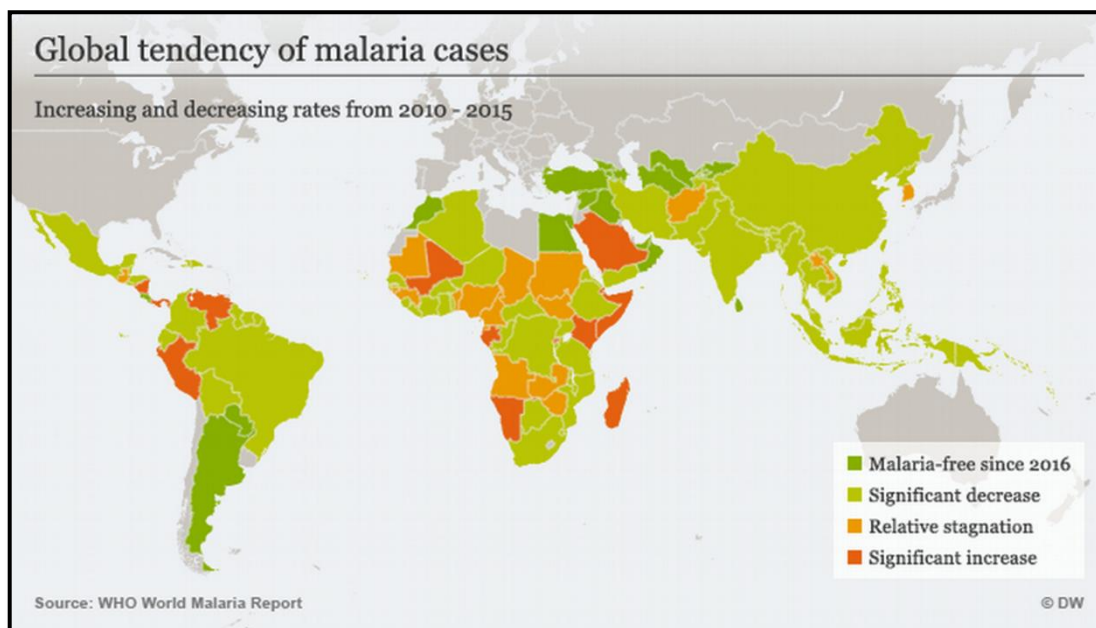 Global tendency of malaria cases
Increasing and decreasing rates from 2010 - 2015
Malaria-free since 2016
Significant decrease
Relative stagnation
Significant increase
Source: WHO World Malaria Report
© DW